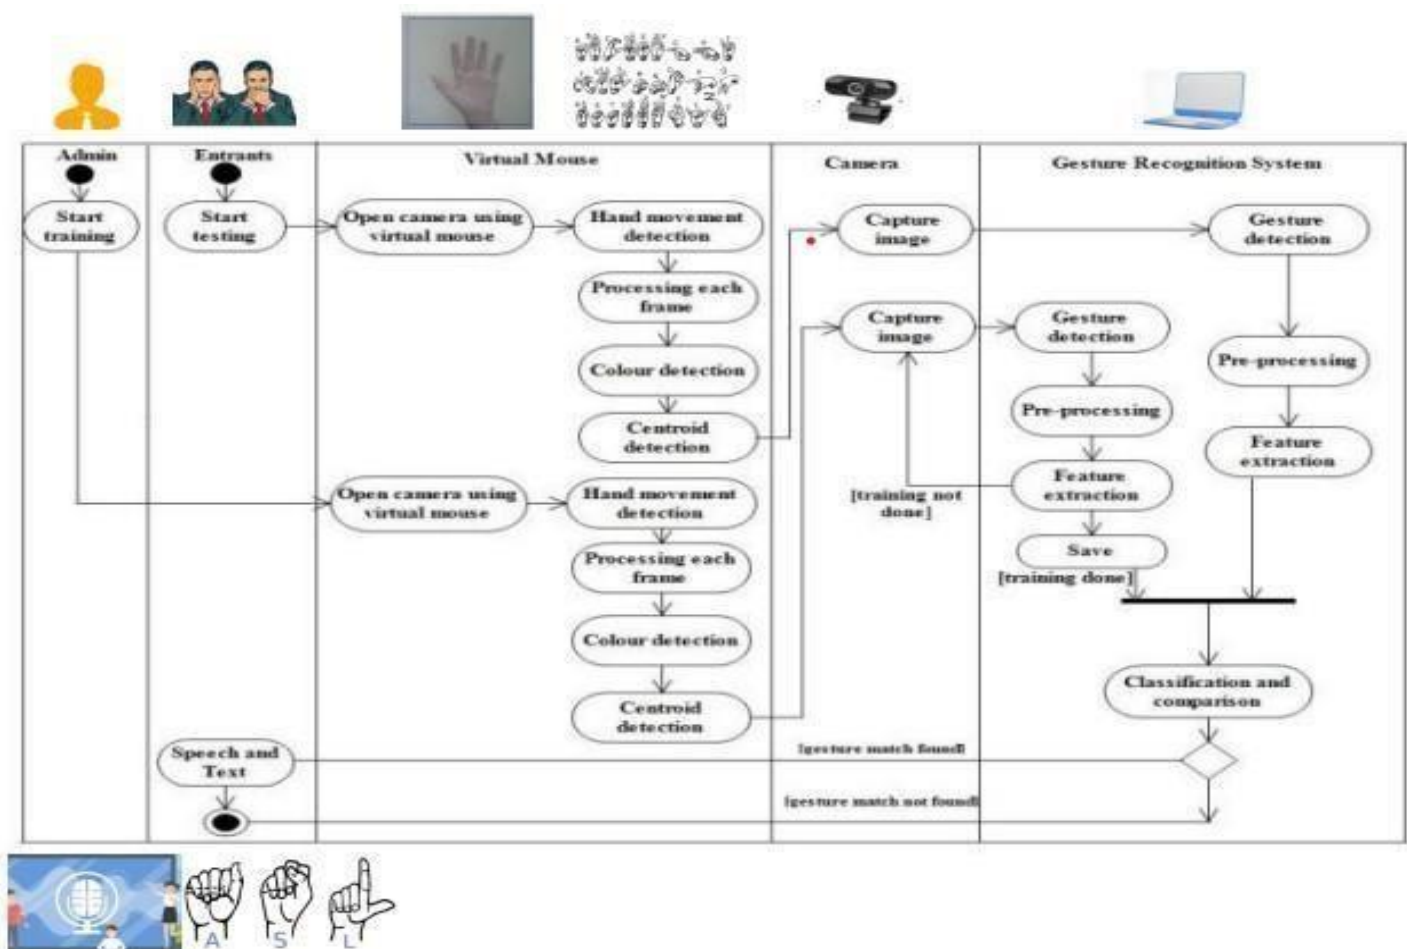 Admin
Entrants
Virtual Mouse
Camera
Gesture Recognition System
Start
training
Start
testing
Open camera using
virtual mouse
Hand movement
detection
Capture
image
Gesture
detection
Processing each
frame
Capture
image
Gesture
detection
Pre-processing
Colour detection
Pre-processing
Centroid
detection
Feature
extraction
Open camera using
virtual mouse
Hand movement
detection
[training not
done]
Feature
extraction
Save
[training done]
Processing each
frame
Colour detection
Classification and
comparison
Centroid
detection
Speech and
Text
[gesture match found]
[gesture match not found]
A
S
L